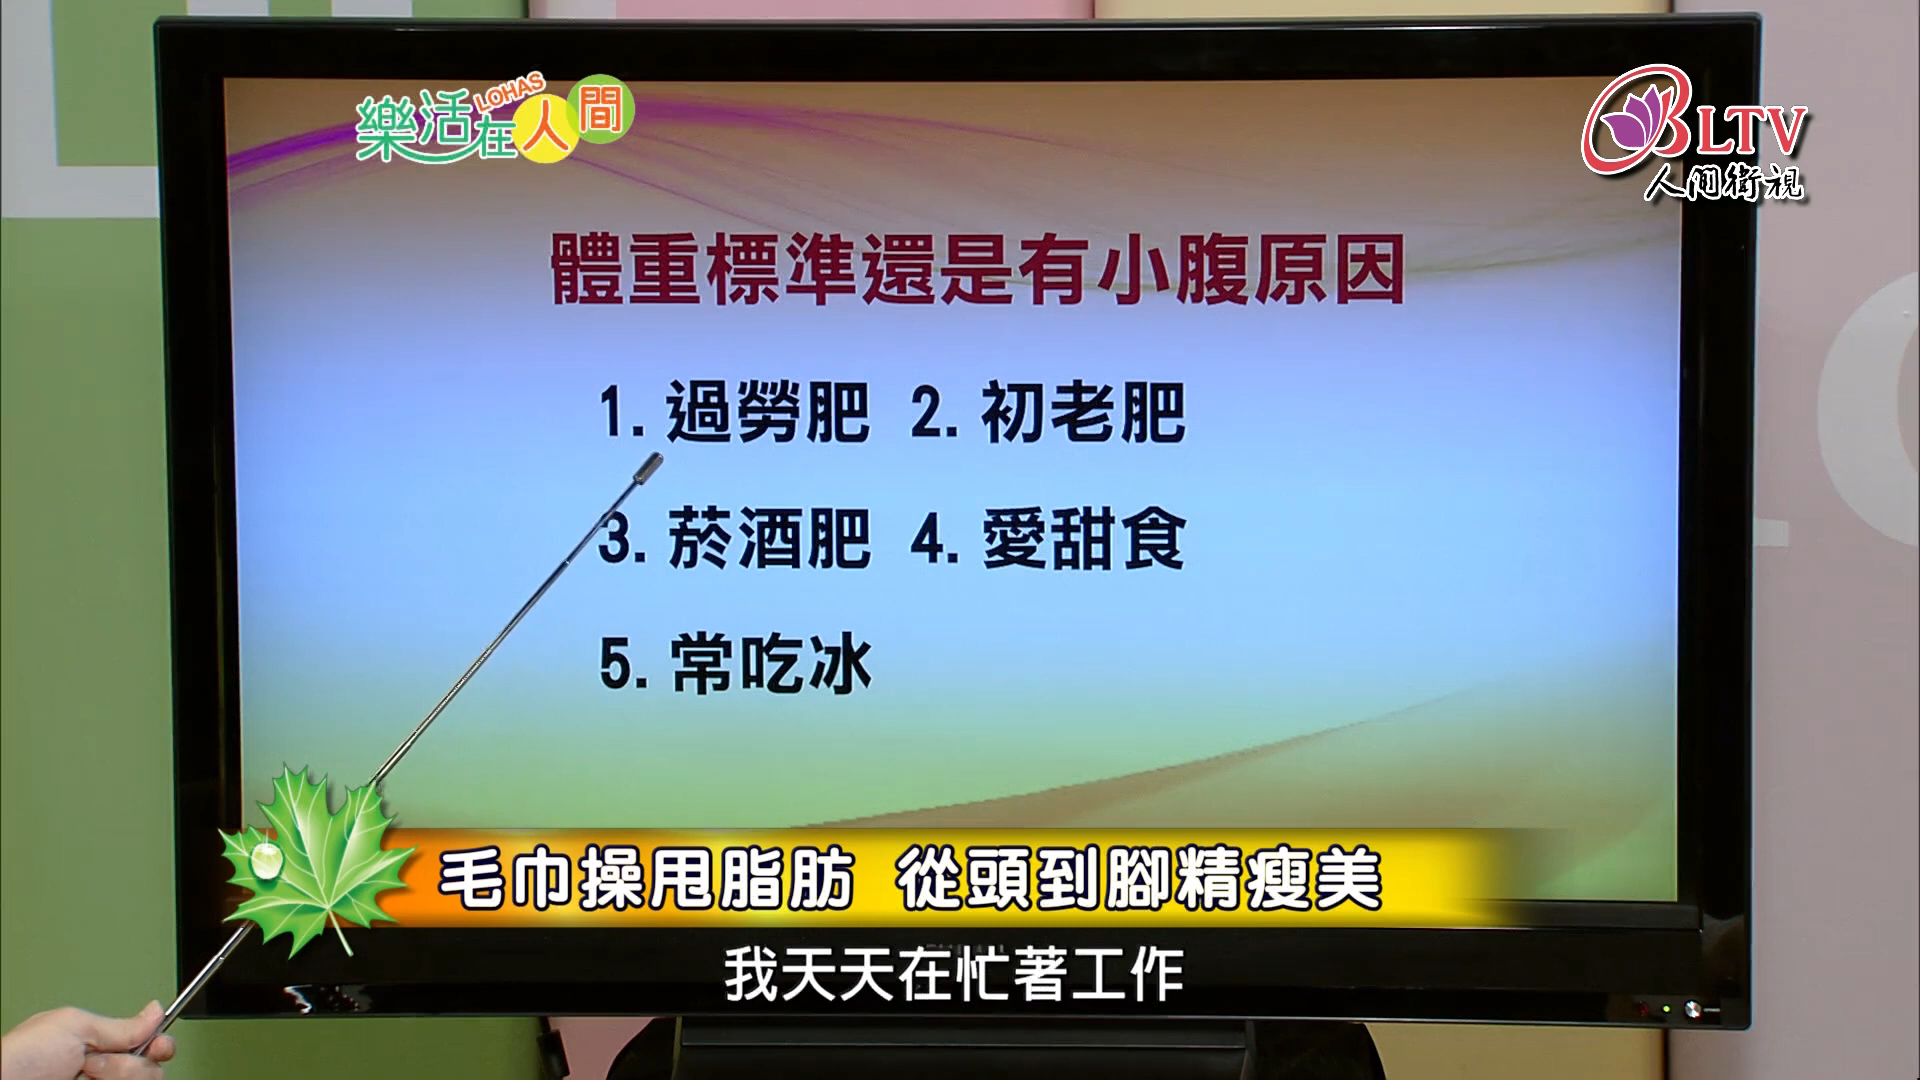 樂活在人間
LOHAS
BLTV
人間衛視
體重標準還是有小腹原因
1.過勞肥 2.初老肥
3.菸酒肥 4.愛甜食
5.常吃冰
毛巾操甩脂肪 從頭到腳精瘦美
我天天在忙著工作